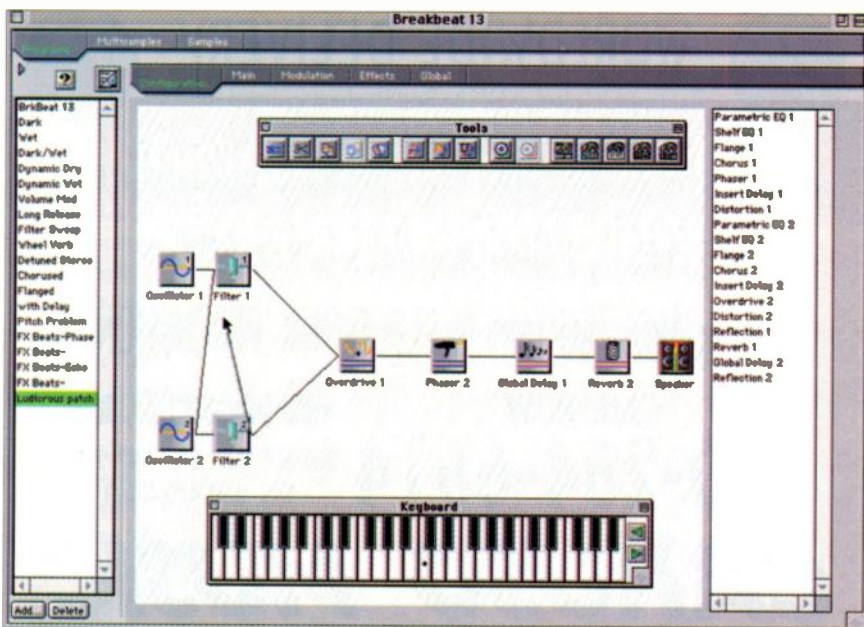 Breakbeat 13
Programs
Multisamples
Samples
Configuration
Main
Modulation
Effects
Global
BrkBeat 13
Dark
Wet
Dark/Wet
Dynamic Dry
Dynamic Wet
Volume Mod
Long Release
Filter Sweep
Wheel Verb
Detuned Stereo
Chorused
Flanged
with Delay
Pitch Problem
FX Beats-Phase
FX Beats-
FX Beats-Echo
FX Beats-
Ludicrous patch
Add...
Delete
Tools
Oscillator 1
Filter 1
Overdrive 1
Phaser 2
Global Delay 1
Reverb 2
Speaker
Oscillator 2
Filter 2
Keyboard
Parametric EQ 1
Shelf EQ 1
Flange 1
Chorus 1
Phaser 1
Insert Delay 1
Distortion 1
Parametric EQ 2
Shelf EQ 2
Flange 2
Chorus 2
Insert Delay 2
Overdrive 2
Distortion 2
Reflection 1
Reverb 1
Global Delay 2
Reflection 2